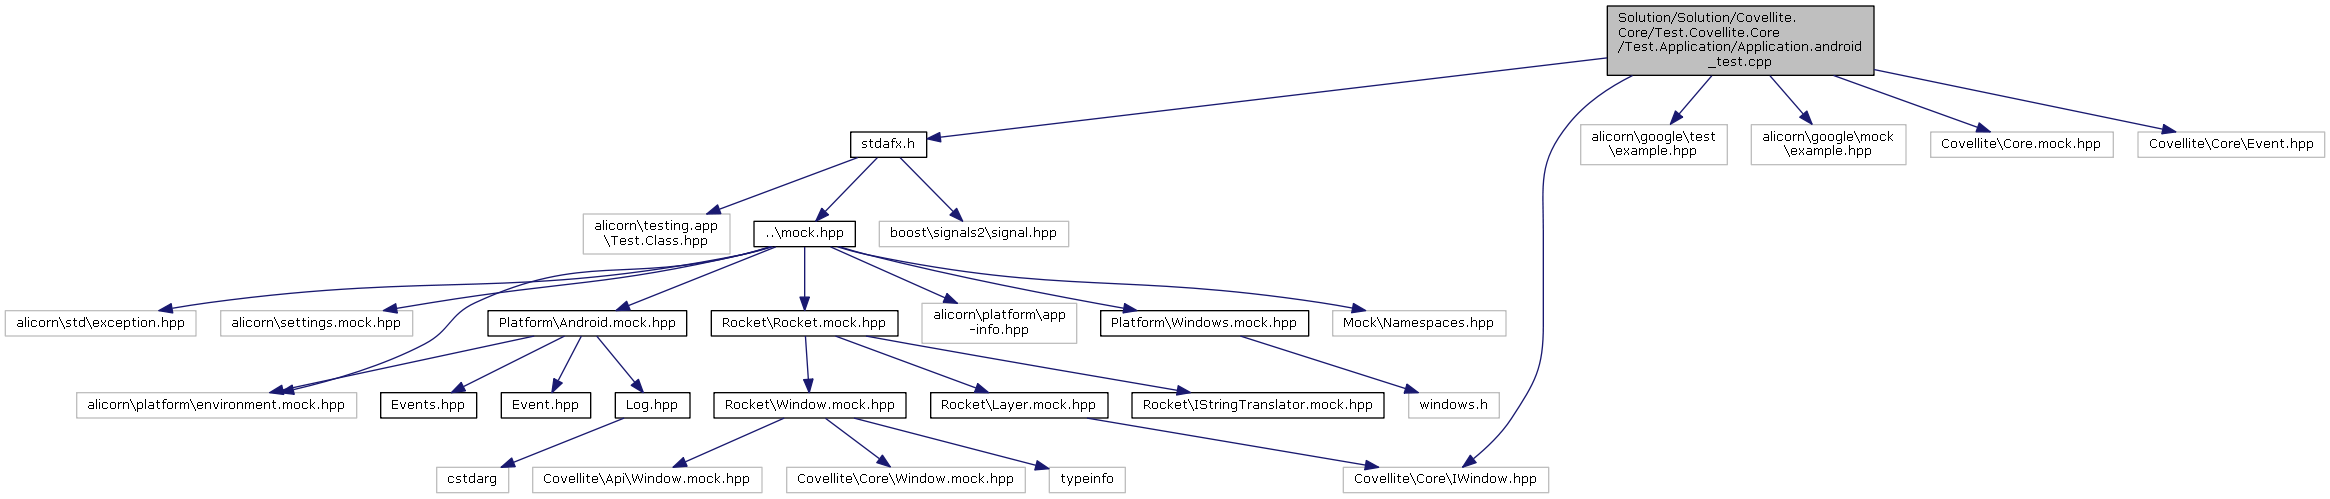 Solution/Solution/Covellite.
Core/Test.Covellite.Core
/Test.Application/Application.android
_test.cpp
stdafx.h
alicorn\google\test
\example.hpp
alicorn\google\mock
\example.hpp
Covellite\Core.mock.hpp
Covellite\Core\Event.hpp
alicorn\testing.app
\Test.Class.hpp
..\mock.hpp
boost\signals2\signal.hpp
alicorn\std\exception.hpp
alicorn\settings.mock.hpp
Platform\Android.mock.hpp
Rocket\Rocket.mock.hpp
alicorn\platform\app
-info.hpp
Platform\Windows.mock.hpp
Mock\Namespaces.hpp
alicorn\platform\environment.mock.hpp
Events.hpp
Event.hpp
Log.hpp
Rocket\Window.mock.hpp
Rocket\Layer.mock.hpp
Rocket\IStringTranslator.mock.hpp
windows.h
cstdarg
Covellite\Api\Window.mock.hpp
Covellite\Core\Window.mock.hpp
typeinfo
Covellite\Core\IWindow.hpp